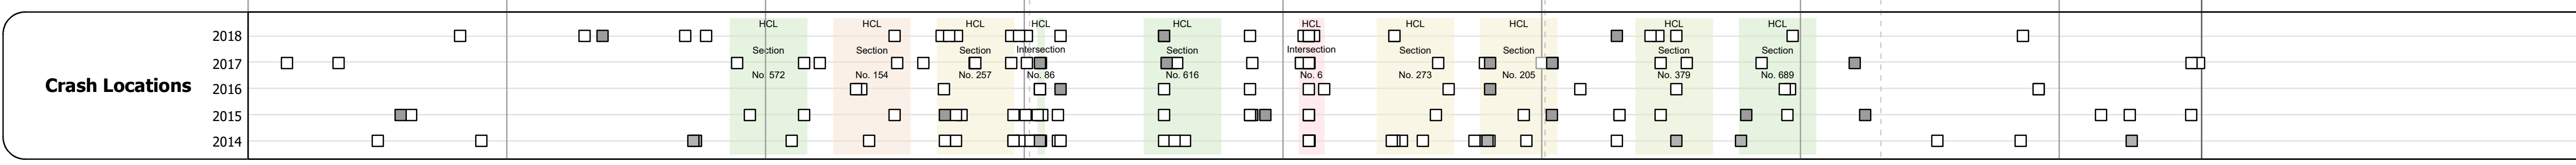 Crash Locations
2018
2017
2016
2015
2014
HCL
Section
No. 572
HCL
Section
No. 154
HCL
Section
No. 257
HCL
Intersection
No. 86
HCL
Section
No. 616
HCL
Intersection
No. 6
HCL
Section
No. 273
HCL
Section
No. 205
HCL
Section
No. 379
HCL
Section
No. 689